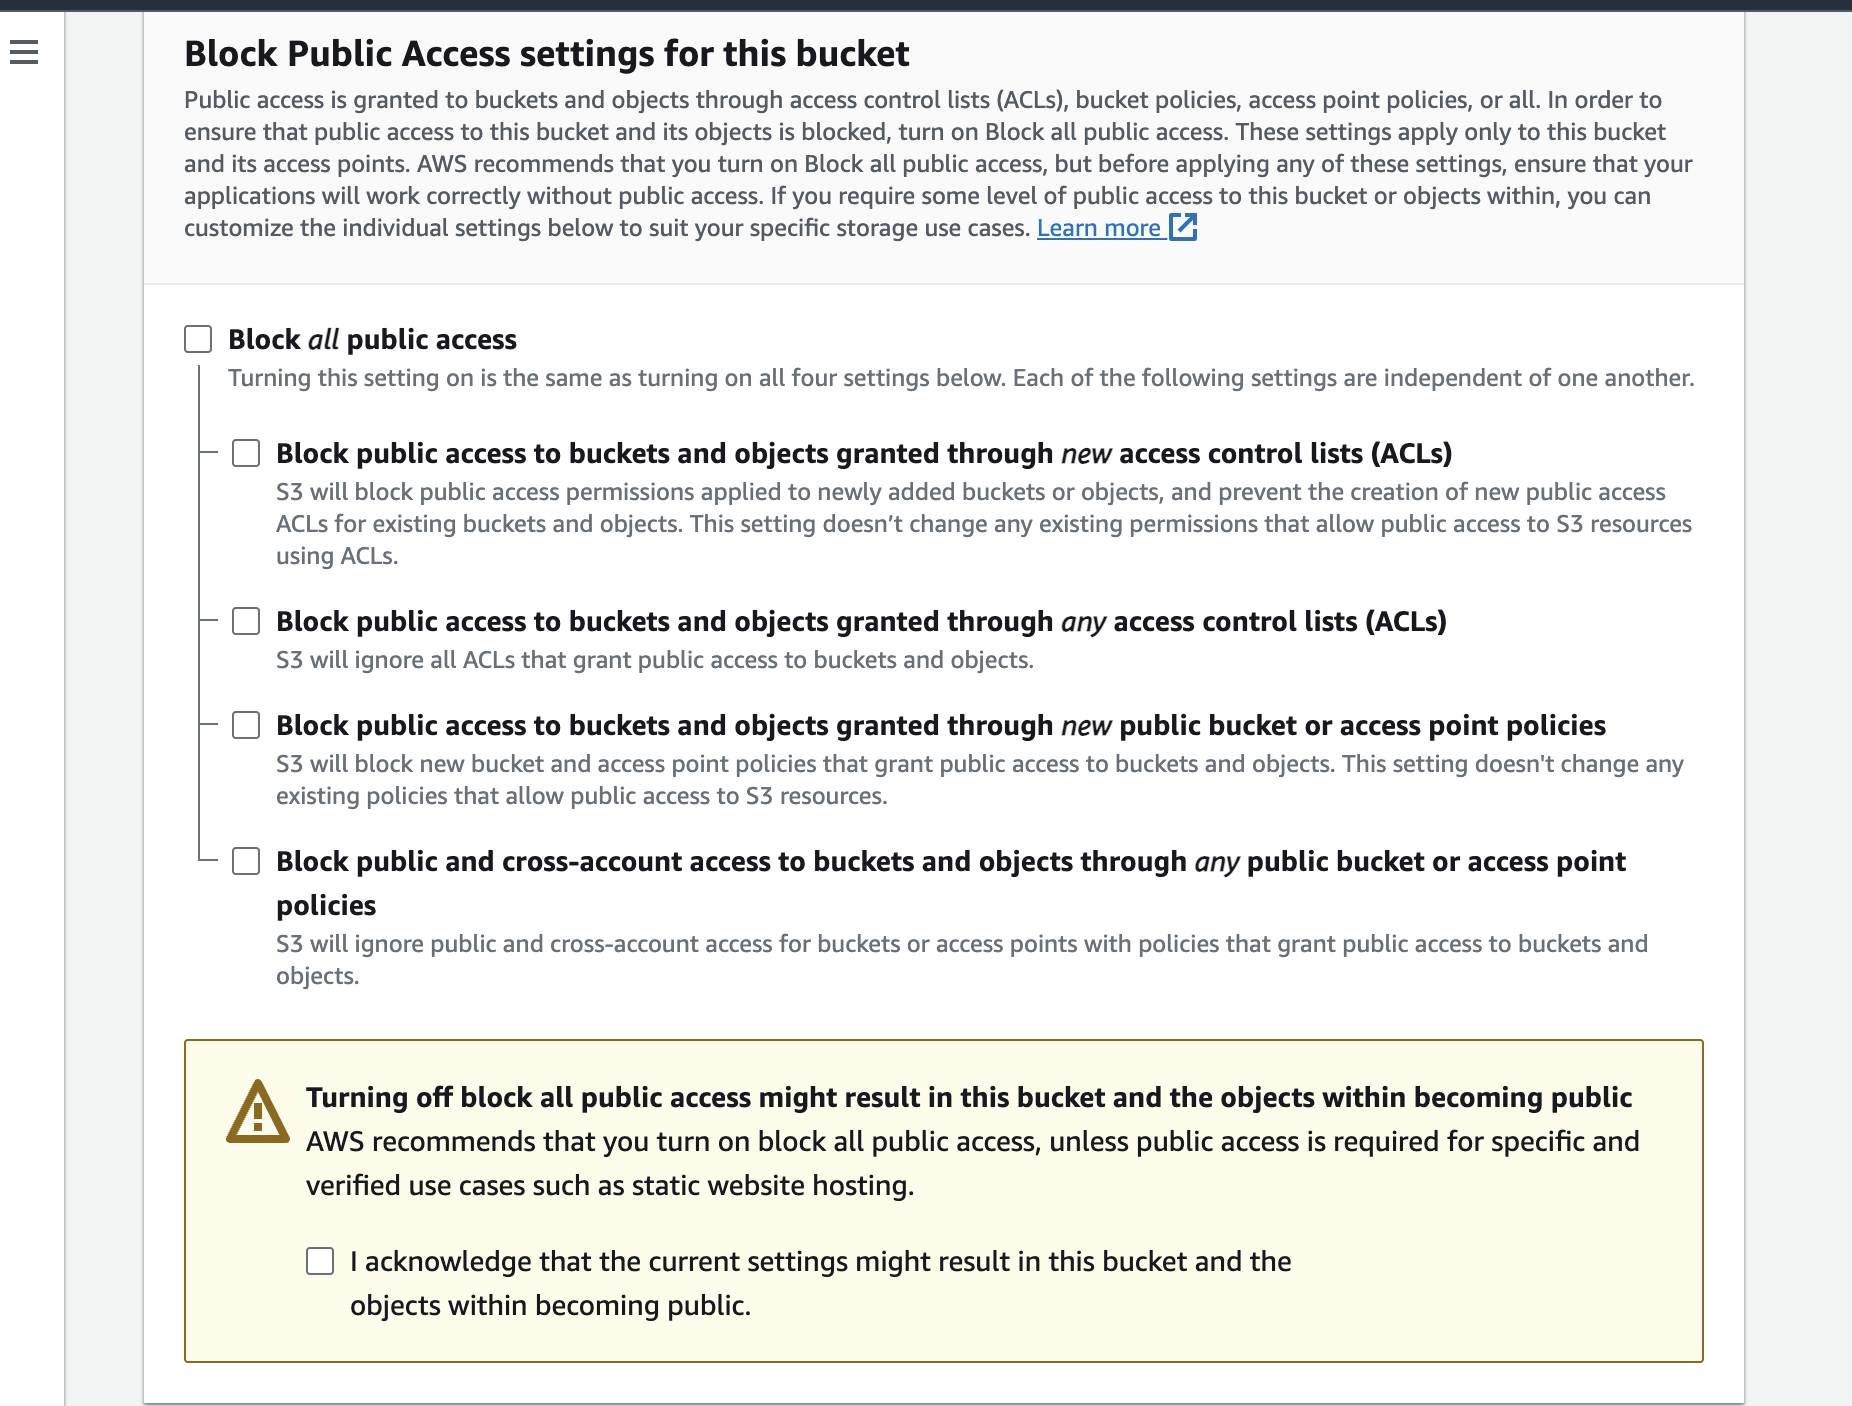 Block Public Access settings for this bucket
Public access is granted to buckets and objects through access control lists (ACLs), bucket policies, access point policies, or all. In order to
ensure that public access to this bucket and its objects is blocked, turn on Block all public access. These settings apply only to this bucket
and its access points. AWS recommends that you turn on Block all public access, but before applying any of these settings, ensure that your
applications will work correctly without public access. If you require some level of public access to this bucket or objects within, you can
customize the individual settings below to suit your specific storage use cases. Learn more
Block all public access
Turning this setting on is the same as turning on all four settings below. Each of the following settings are independent of one another.
Block public access to buckets and objects granted through new access control lists (ACLs)
S3 will block public access permissions applied to newly added buckets or objects, and prevent the creation of new public access
ACLs for existing buckets and objects. This setting doesn’t change any existing permissions that allow public access to S3 resources
using ACLs.
Block public access to buckets and objects granted through any access control lists (ACLs)
S3 will ignore all ACLs that grant public access to buckets and objects.
Block public access to buckets and objects granted through new public bucket or access point policies
S3 will block new bucket and access point policies that grant public access to buckets and objects. This setting doesn't change any
existing policies that allow public access to S3 resources.
Block public and cross-account access to buckets and objects through any public bucket or access point
policies
S3 will ignore public and cross-account access for buckets or access points with policies that grant public access to buckets and
objects.
Turning off block all public access might result in this bucket and the objects within becoming public
AWS recommends that you turn on block all public access, unless public access is required for specific and
verified use cases such as static website hosting.
I acknowledge that the current settings might result in this bucket and the
objects within becoming public.